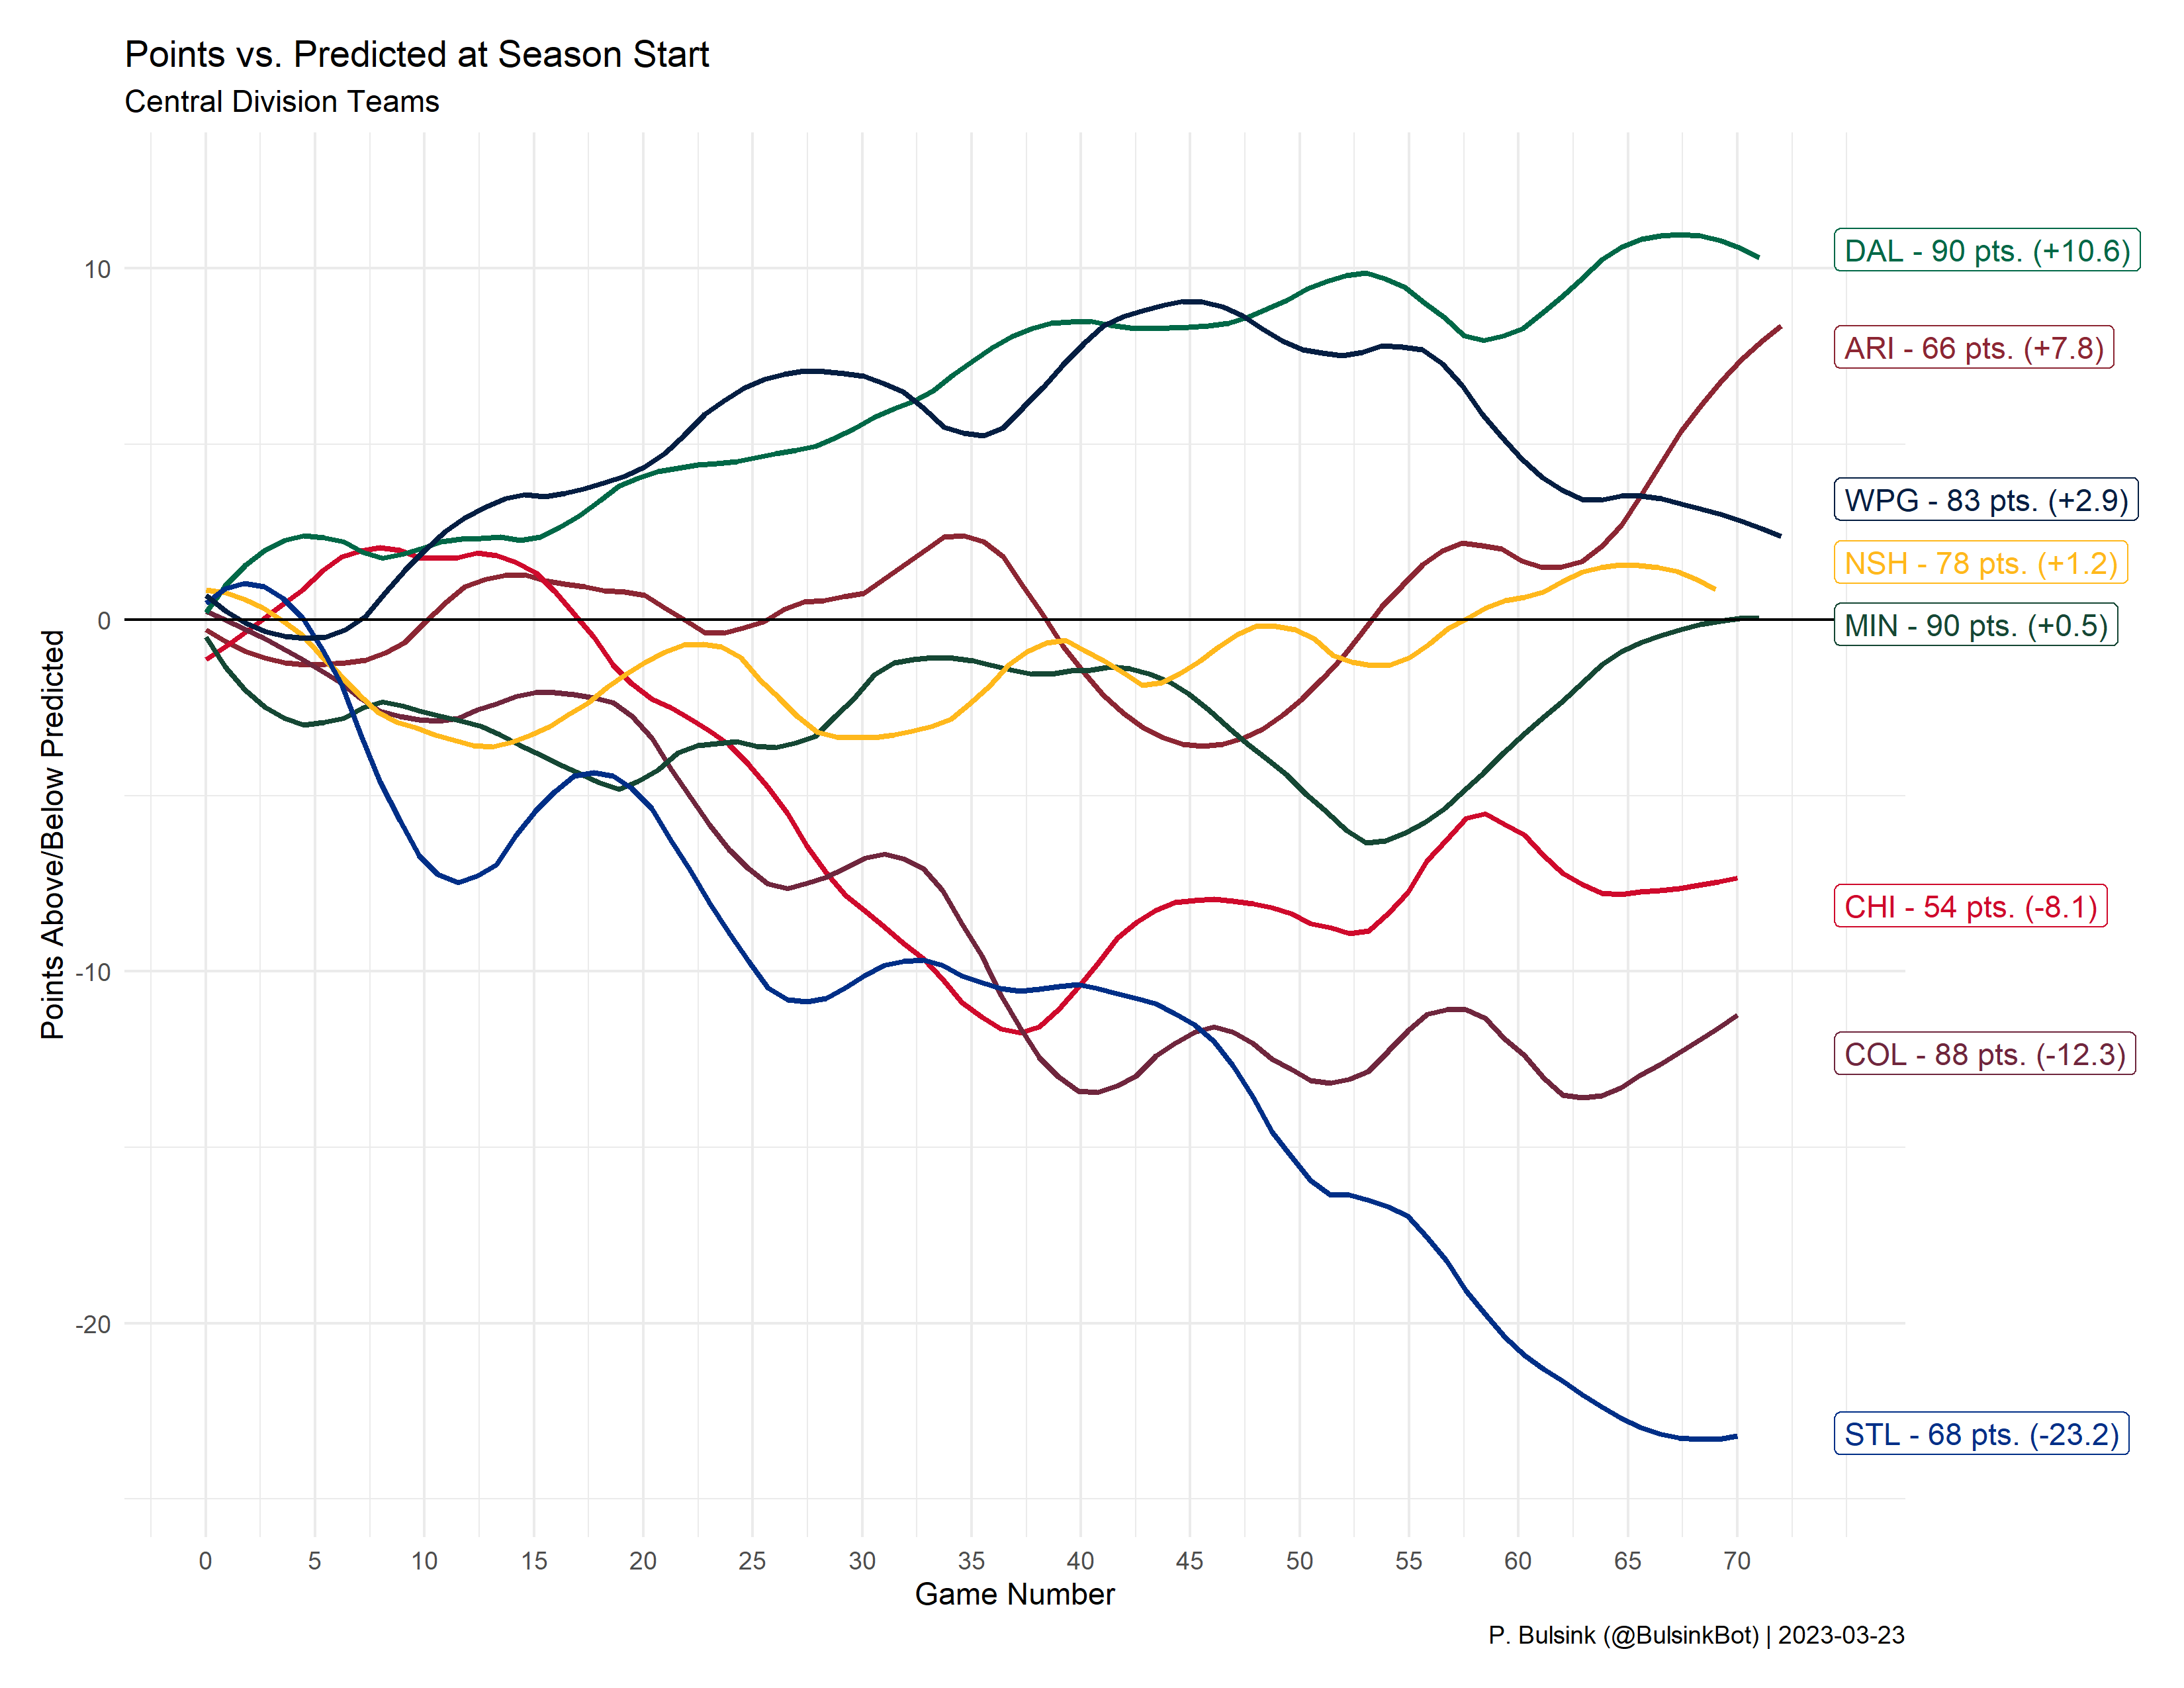 Points vs. Predicted at Season Start
Central Division Teams
Points Above/Below Predicted
10
0
-10
-20
DAL - 90 pts. (+10.6)
ARI - 66 pts. (+7.8)
WPG - 83 pts. (+2.9)
NSH - 78 pts. (+1.2)
MIN - 90 pts. (+0.5)
CHI - 54 pts. (-8.1)
COL - 88 pts. (-12.3)
STL - 68 pts. (-23.2)
0 5 10 15 20 25 30 35 40 45 50 55 60 65 70
Game Number
P. Bulsink (@BulsinkBot) | 2023-03-23